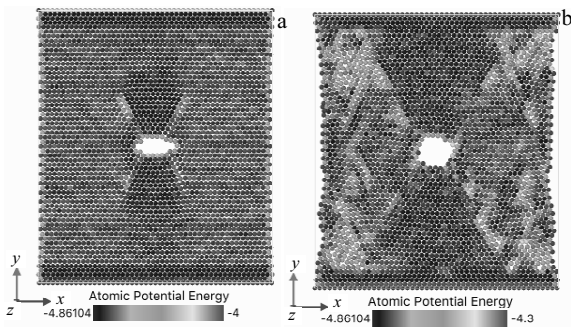 a
b
y
z x
y
z x
Atomic Potential Energy
-4.86104 -4
Atomic Potential Energy
-4.86104 -4.3